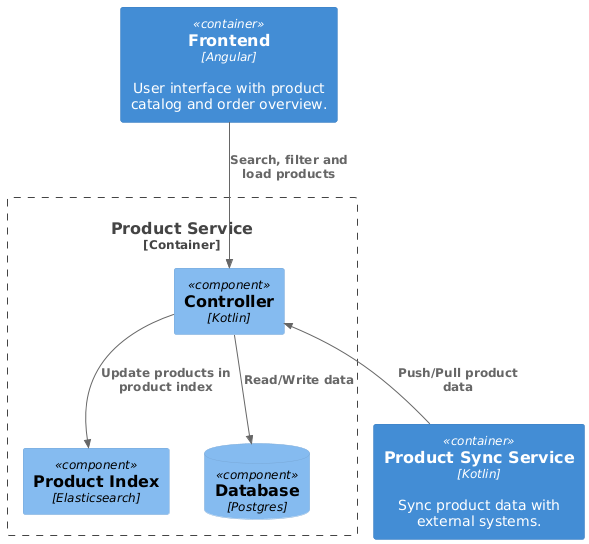 «container»
Frontend
[Angular]
User interface with product
catalog and order overview.
Search, filter and
load products
Product Service
[Container]
«component»
Controller
[Kotlin]
Update products in
product index
Read/Write data
Push/Pull product
data
«component»
Product Index
[Elasticsearch]
«component»
Database
[Postgres]
«container»
Product Sync Service
[Kotlin]
Sync product data with
external systems.